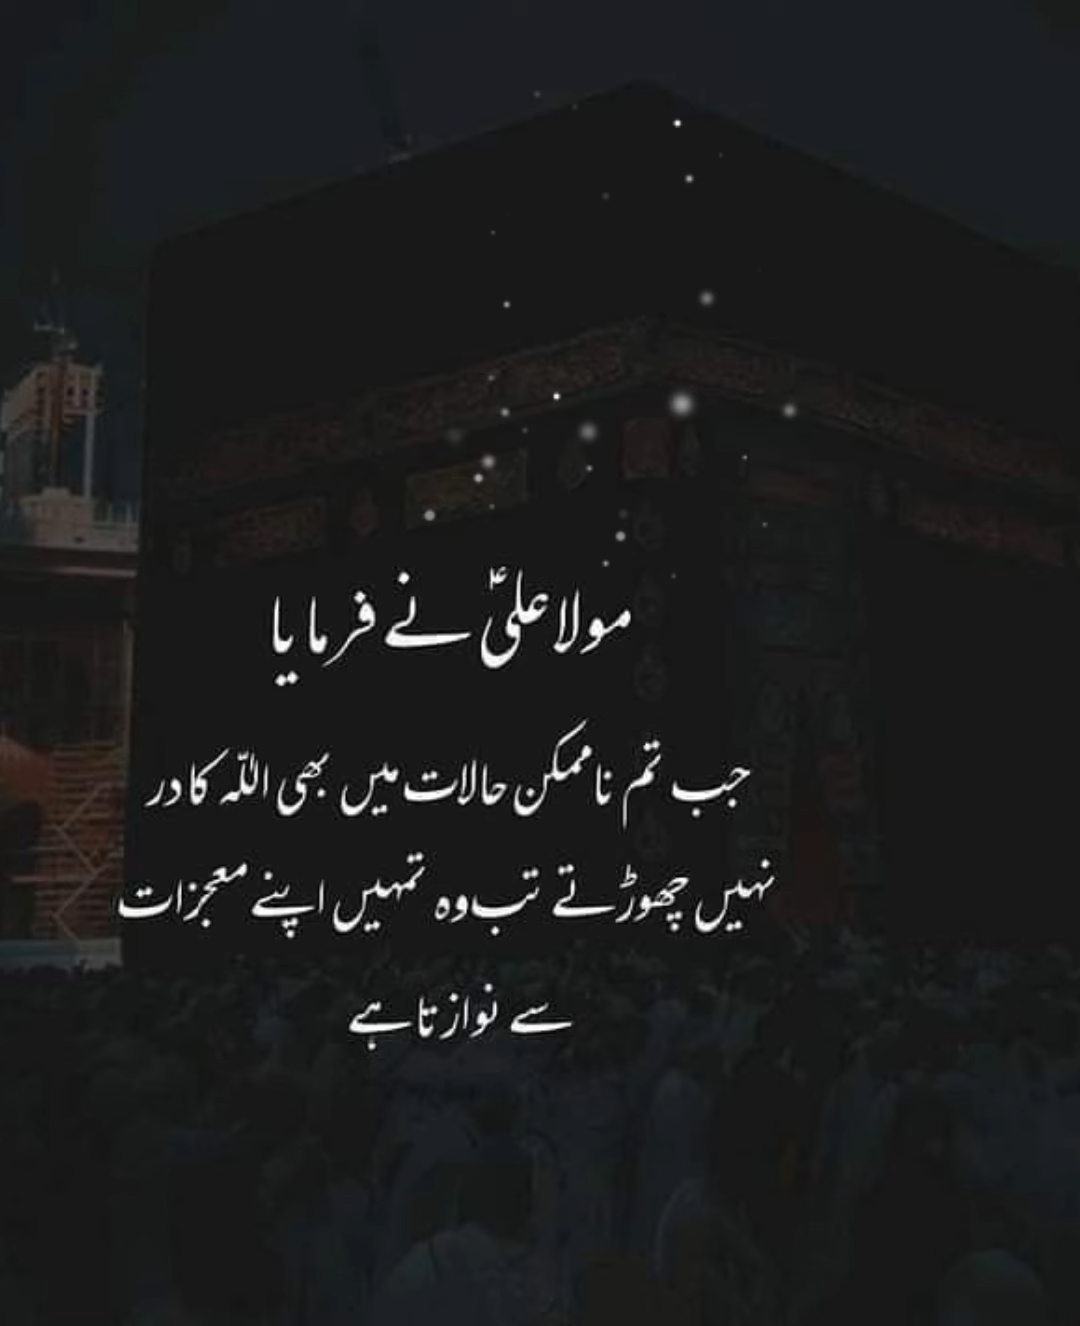 مولا علیؑ نے فرمایا
جب تم ناممکن حالات میں بھی اللّٰہ کا در
نہیں چھوڑتے تب وہ تمہیں اپنے معجزات
سے نوازتا ہے